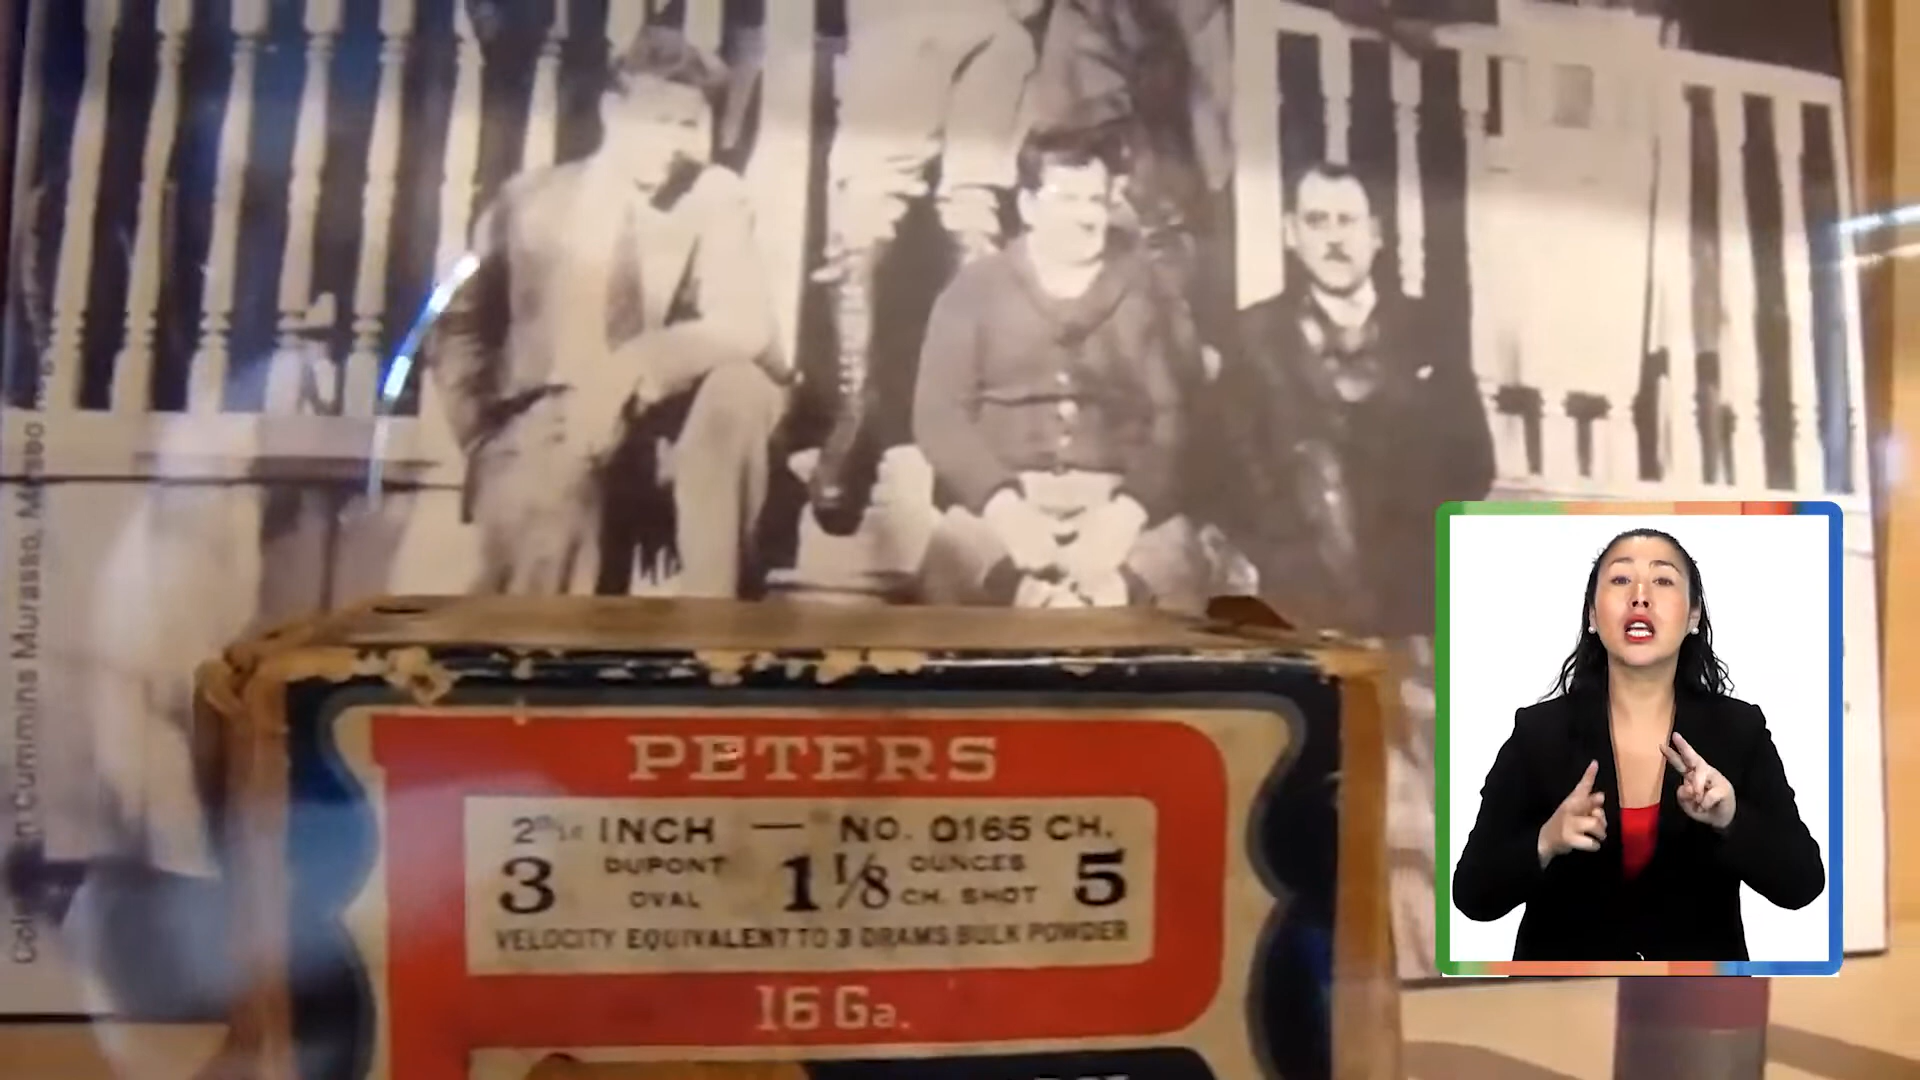 Cummins Murasso,
PETERS
INCH — NO. Q165 CH.
3 DUPONT OVAL 1 1/8 OUNCES CH. SHOT 5
VELOCITY EQUIVALENT TO 3 DRAMS BULK POWDER
16 Ga.